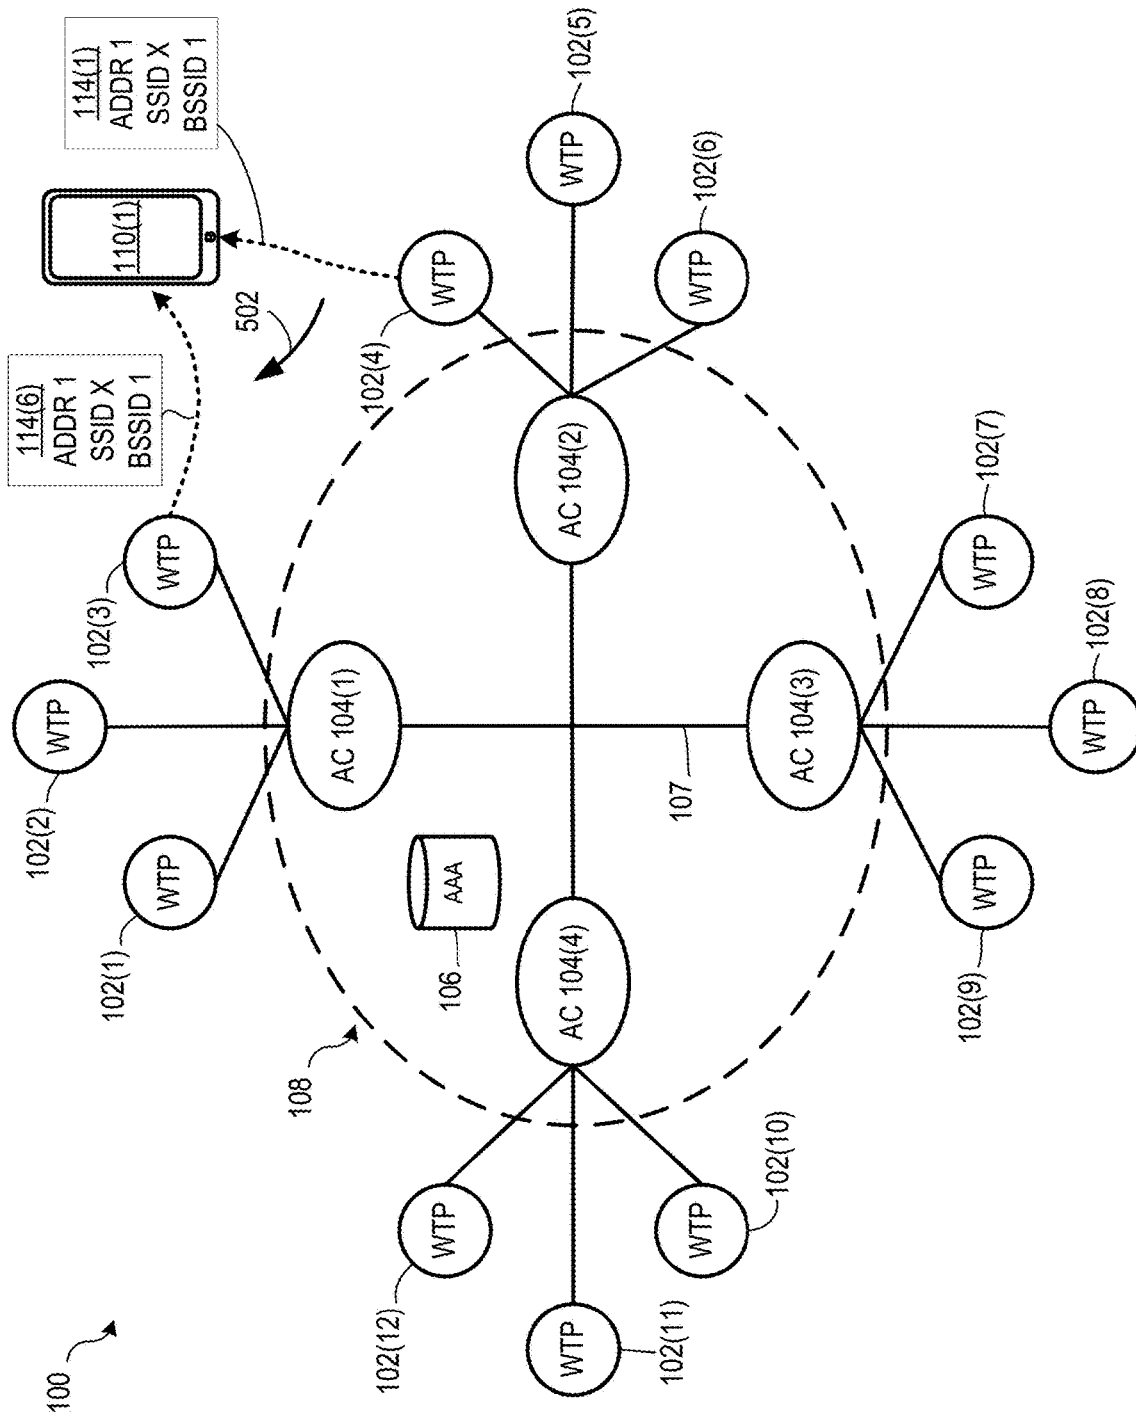 100
108
102(1)
WTP
102(2)
WTP
102(3)
WTP
114(6)
ADDR 1
SSID X
BSSID 1
110(1)
114(1)
ADDR 1
SSID X
BSSID 1
502
102(4)
WTP
WTP
102(5)
WTP
102(6)
AC 104(1)
AC 104(2)
AAA
106
AC 104(4)
107
AC 104(3)
102(12)
WTP
WTP
102(11)
WTP
102(10)
WTP
102(9)
WTP
102(8)
WTP
102(7)